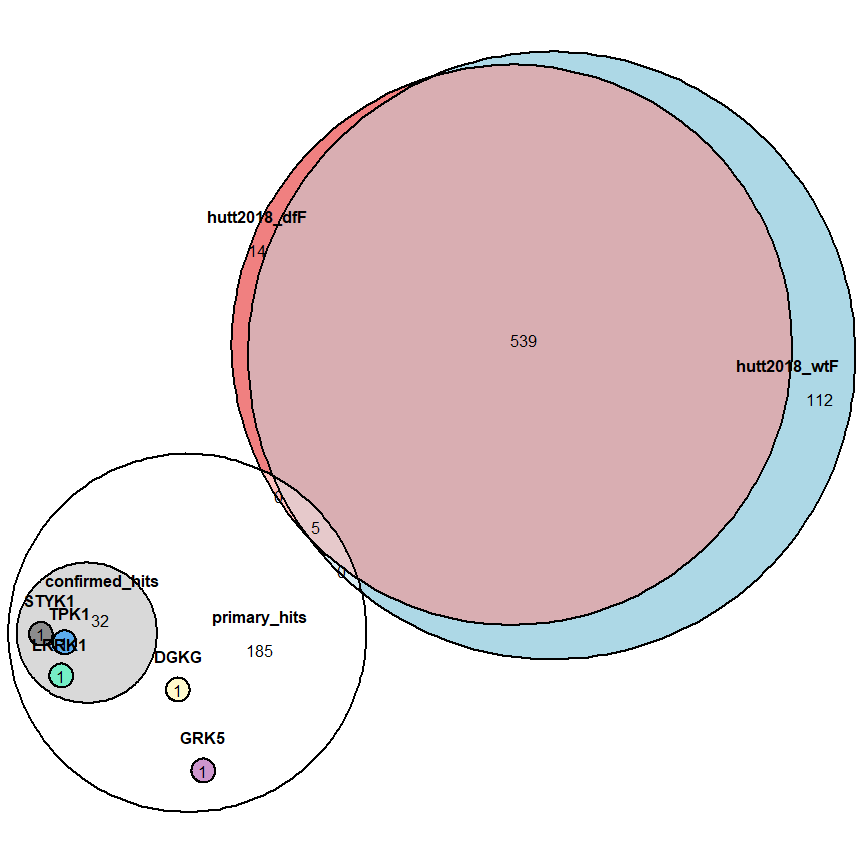 hutt2018_dfF
14
539
hutt2018_wtF
112
0
5
0
confirmed_hits
STYK1
TPK1
32
primary_hits
1
LRRK1
185
DGKG
1
1
GRK5
1